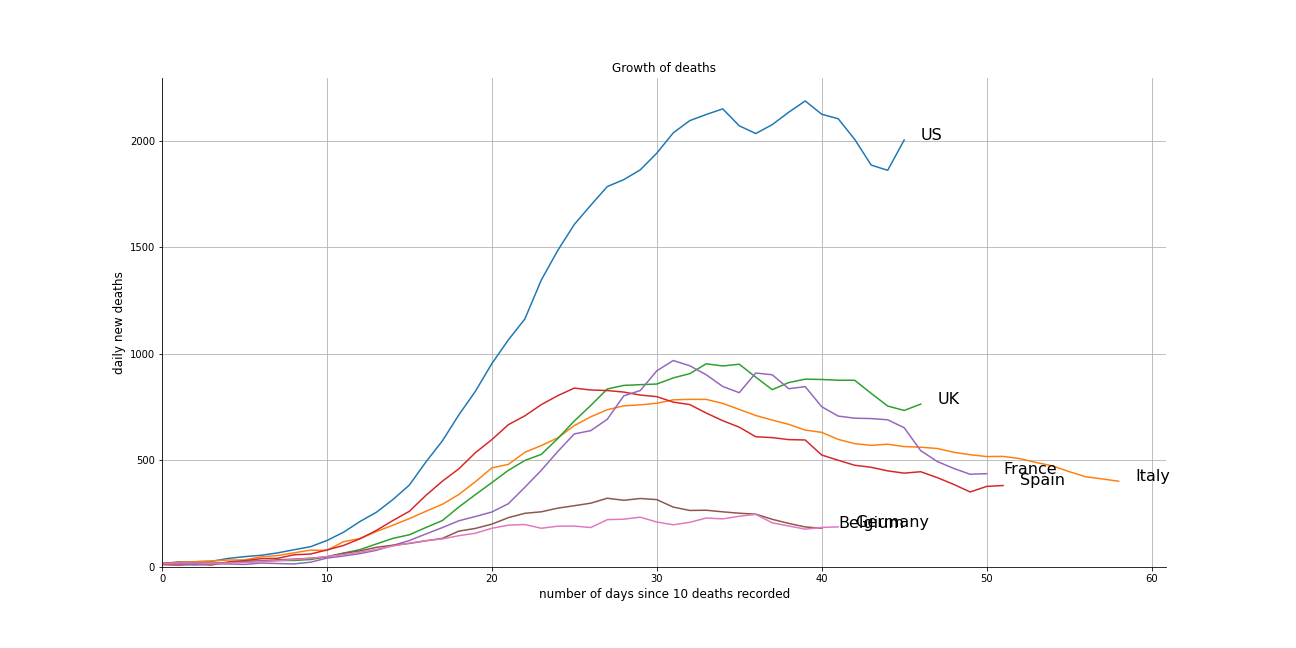 Growth of deaths
daily new deaths
2000
1500
1000
500
0
US
UK
France
Spain
Italy
Belgium
Germany
0 10 20 30 40 50 60
number of days since 10 deaths recorded